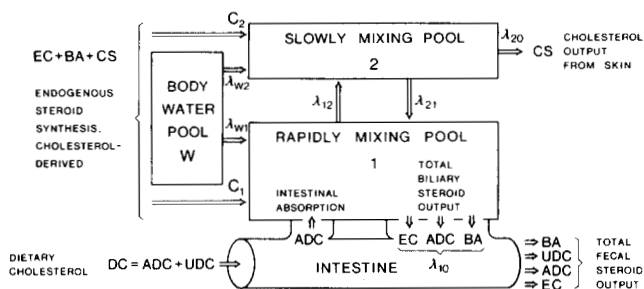 C2
SLOWLY MIXING POOL
2
λ20
CS
CHOLESTEROL
OUTPUT
FROM SKIN
EC+BA+CS
ENDOGENOUS
STEROID
SYNTHESIS.
CHOLESTEROL-
DERIVED
BODY
WATER
POOL
W
λW2
λW1
λ12
λ21
RAPIDLY MIXING POOL
1
C1
INTESTINAL
ABSORPTION
TOTAL
BILIARY
STEROID
OUTPUT
ADC
EC ADC BA
λ10
DIETARY
CHOLESTEROL
DC = ADC + UDC
INTESTINE
BA
UDC
ADC
EC
TOTAL
FECAL
STEROID
OUTPUT